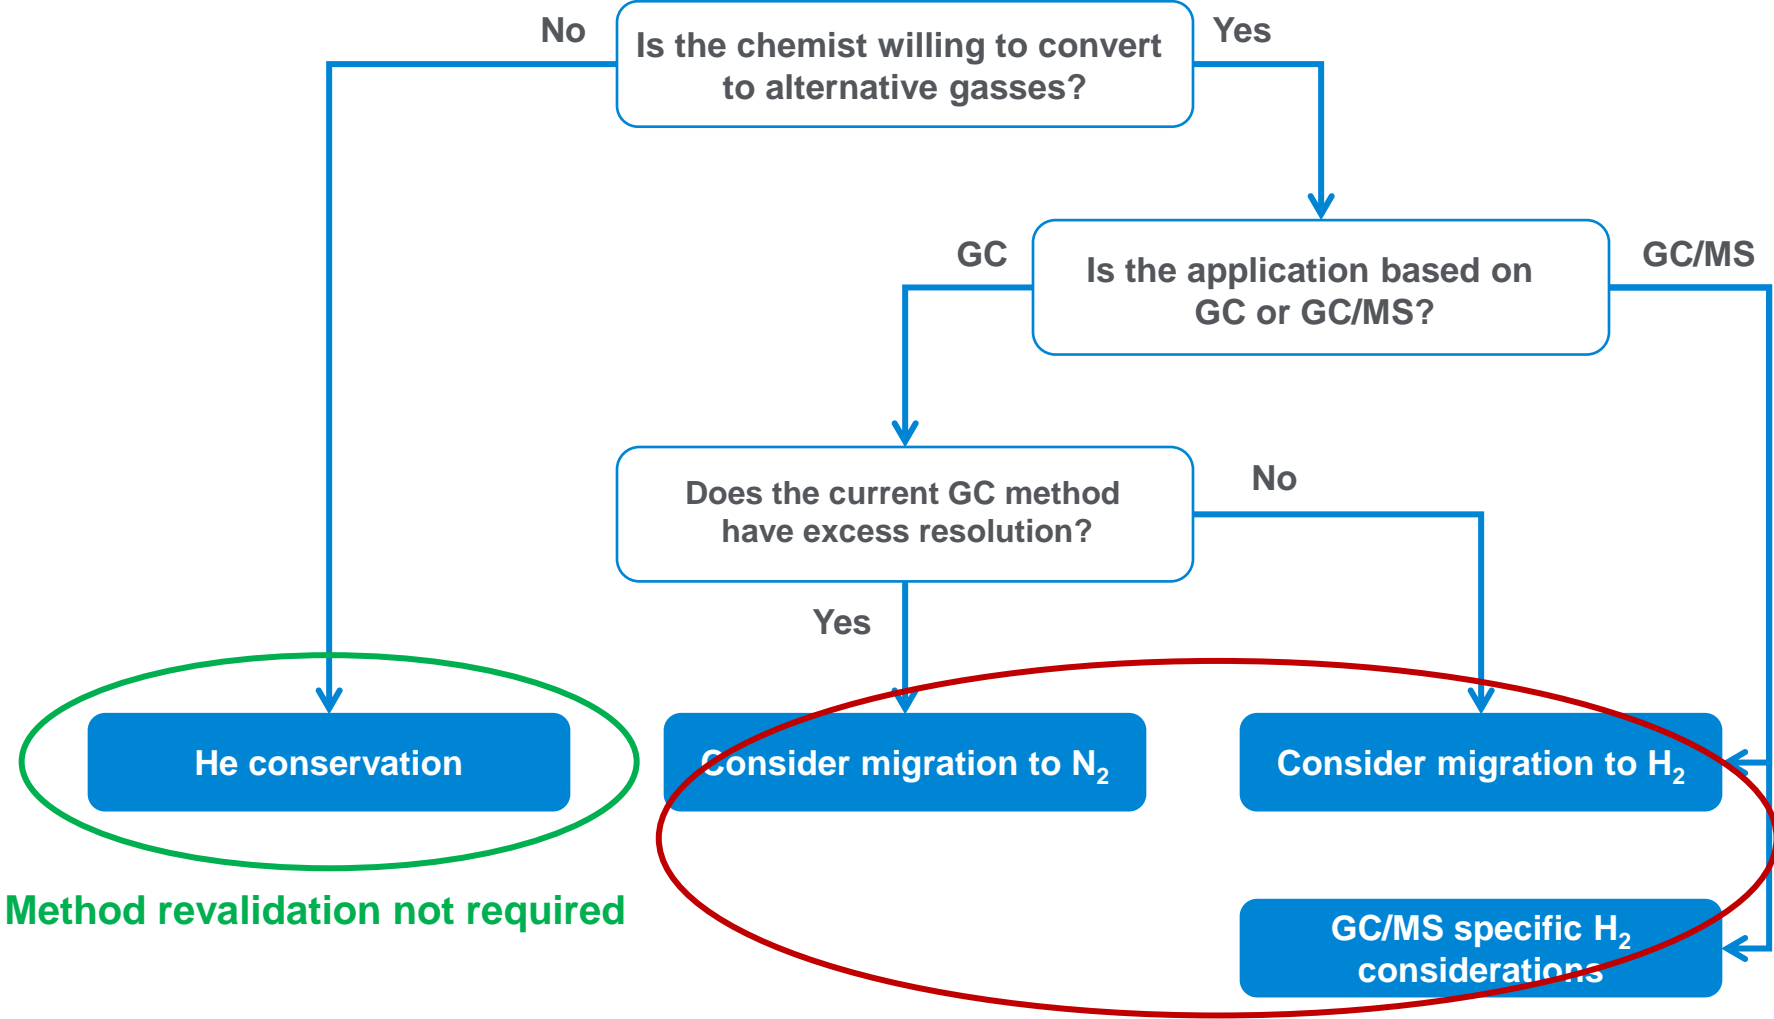 No
Is the chemist willing to convert
to alternative gasses?
Yes
GC
Is the application based on
GC or GC/MS?
GC/MS
Does the current GC method
have excess resolution?
No
Yes
He conservation
Consider migration to N₂
Consider migration to H₂
Method revalidation not required
GC/MS specific H₂
considerations